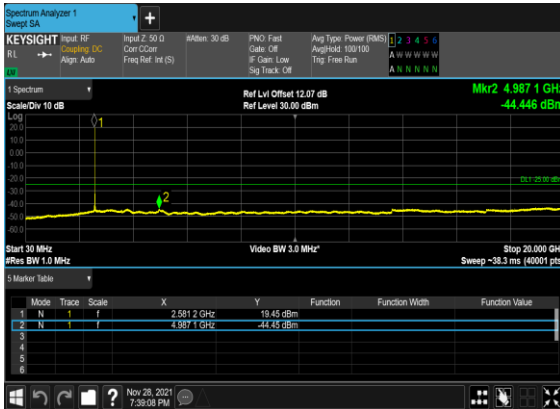 Spectrum Analyzer 1
Swept SA
+
KEYSIGHT
RL
Input: RF
Coupling: DC
Align: Auto
Input Z: 50 Ω
Corr CCorr
Freq Ref: Int (S)
#Atten: 30 dB
PNO: Fast
Gate: Off
IF Gain: Low
Sig Track: Off
Avg Type: Power (RMS)
Avg|Hold: 100/100
Trig: Free Run
1 2 3 4 5 6
A W W W W W
A N N N N N
1 Spectrum
Scale/Div 10 dB
Ref Lvl Offset 12.07 dB
Ref Level 30.00 dBm
Mkr2 4.987 1 GHz
-44.446 dBm
Log
20.0
10.0
0.00
-10.0
-20.0
-30.0
-40.0
-50.0
-60.0
1
2
DL1 -25.00 dBm
Start 30 MHz
#Res BW 1.0 MHz
Video BW 3.0 MHz*
Stop 20.000 GHz
Sweep ~38.3 ms (40001 pts)
5 Marker Table
Mode Trace Scale X Y Function Function Width Function Value
1 N 1 f 2.581 2 GHz 19.45 dBm
2 N 1 f 4.987 1 GHz -44.45 dBm
3
4
5
6
?
Nov 28, 2021
7:39:08 PM